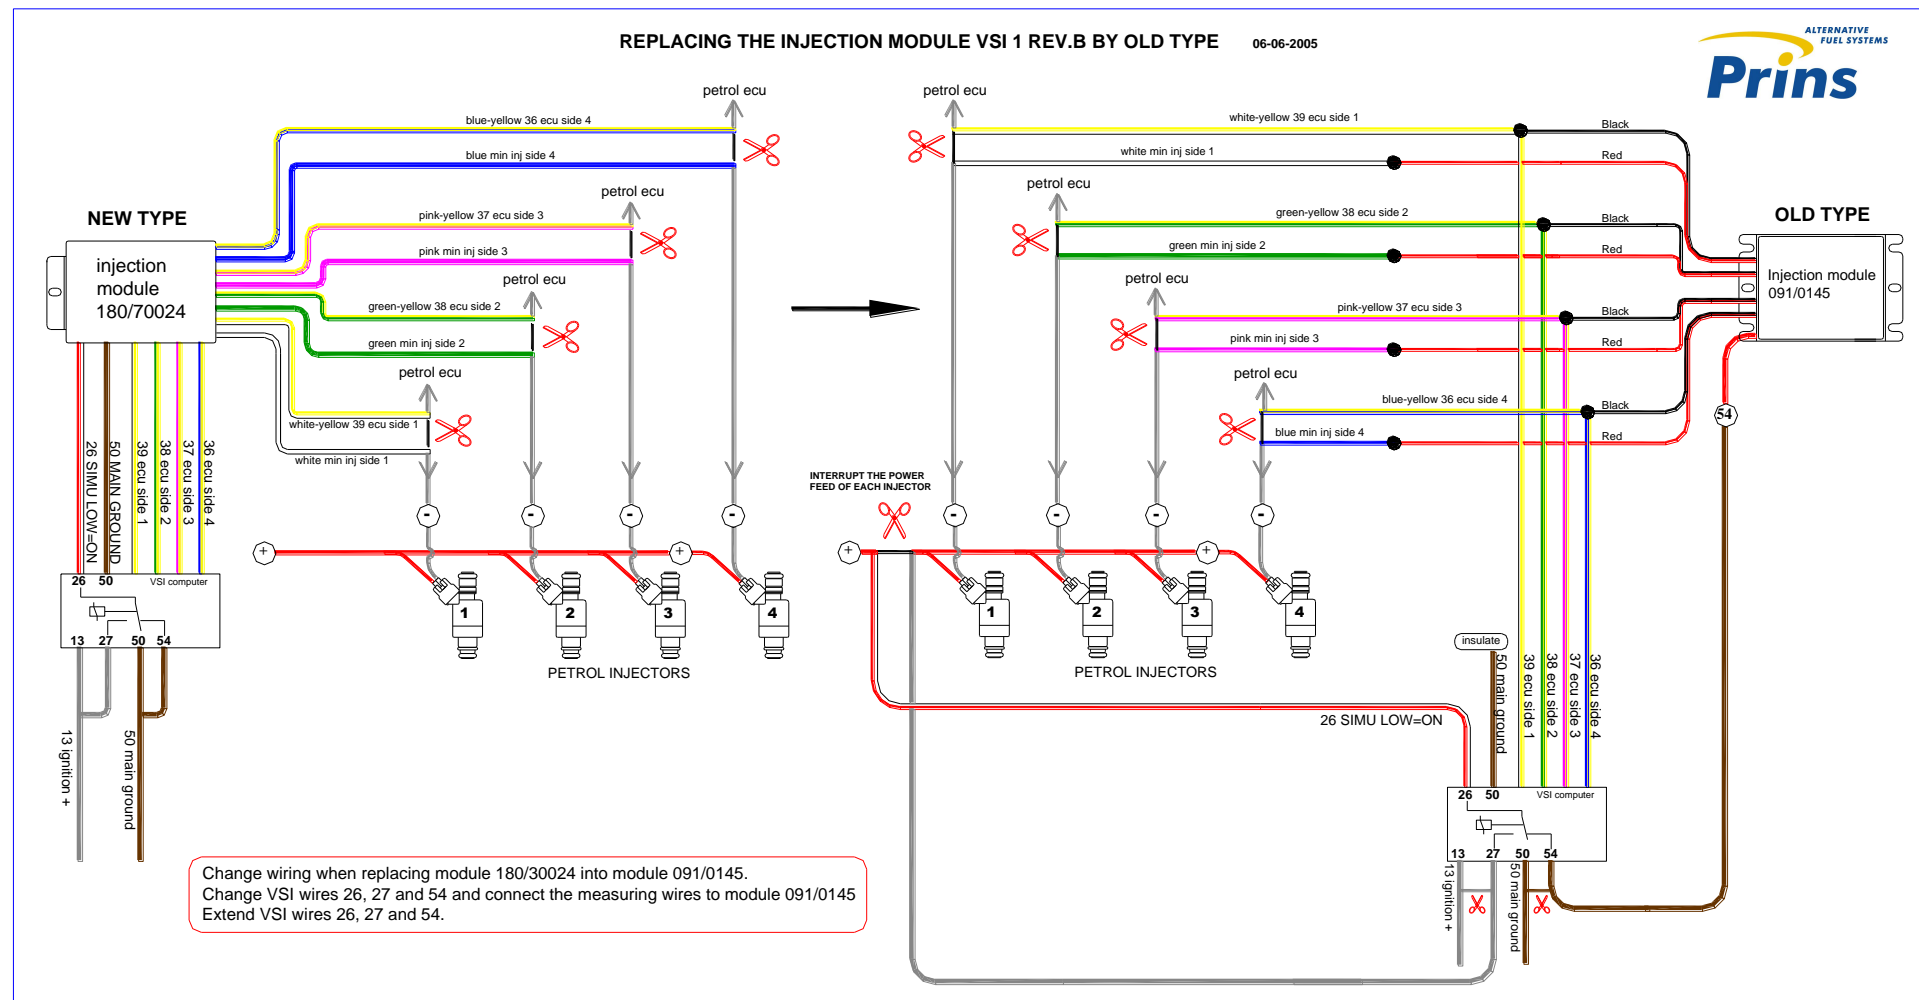 REPLACING THE INJECTION MODULE VSI 1 REV.B BY OLD TYPE 06-06-2005
ALTERNATIVE
FUEL SYSTEMS
Prins
petrol ecu
blue-yellow 36 ecu side 4
blue min inj side 4
petrol ecu
pink-yellow 37 ecu side 3
pink min inj side 3
petrol ecu
green-yellow 38 ecu side 2
green min inj side 2
petrol ecu
white-yellow 39 ecu side 1
white min inj side 1
NEW TYPE
injection
module
180/70024
26 SIMU LOW=ON
50 MAIN GROUND
39 ecu side 1
38 ecu side 2
37 ecu side 3
36 ecu side 4
26 50 VSI computer
13 27 50 54
13 ignition +
50 main ground
- - - -
+ +
1 2 3 4
PETROL INJECTORS
petrol ecu
white-yellow 39 ecu side 1
Black
white min inj side 1
Red
petrol ecu
green-yellow 38 ecu side 2
Black
green min inj side 2
Red
petrol ecu
pink-yellow 37 ecu side 3
Black
pink min inj side 3
Red
petrol ecu
blue-yellow 36 ecu side 4
Black
blue min inj side 4
Red
OLD TYPE
Injection module
091/0145
54
INTERRUPT THE POWER
FEED OF EACH INJECTOR
- - - -
+ +
1 2 3 4
PETROL INJECTORS
insulate
26 SIMU LOW=ON
50 main ground
39 ecu side 1
38 ecu side 2
37 ecu side 3
36 ecu side 4
26 50 VSI computer
13 27 50 54
13 ignition +
50 main ground
Change wiring when replacing module 180/30024 into module 091/0145.
Change VSI wires 26, 27 and 54 and connect the measuring wires to module 091/0145
Extend VSI wires 26, 27 and 54.